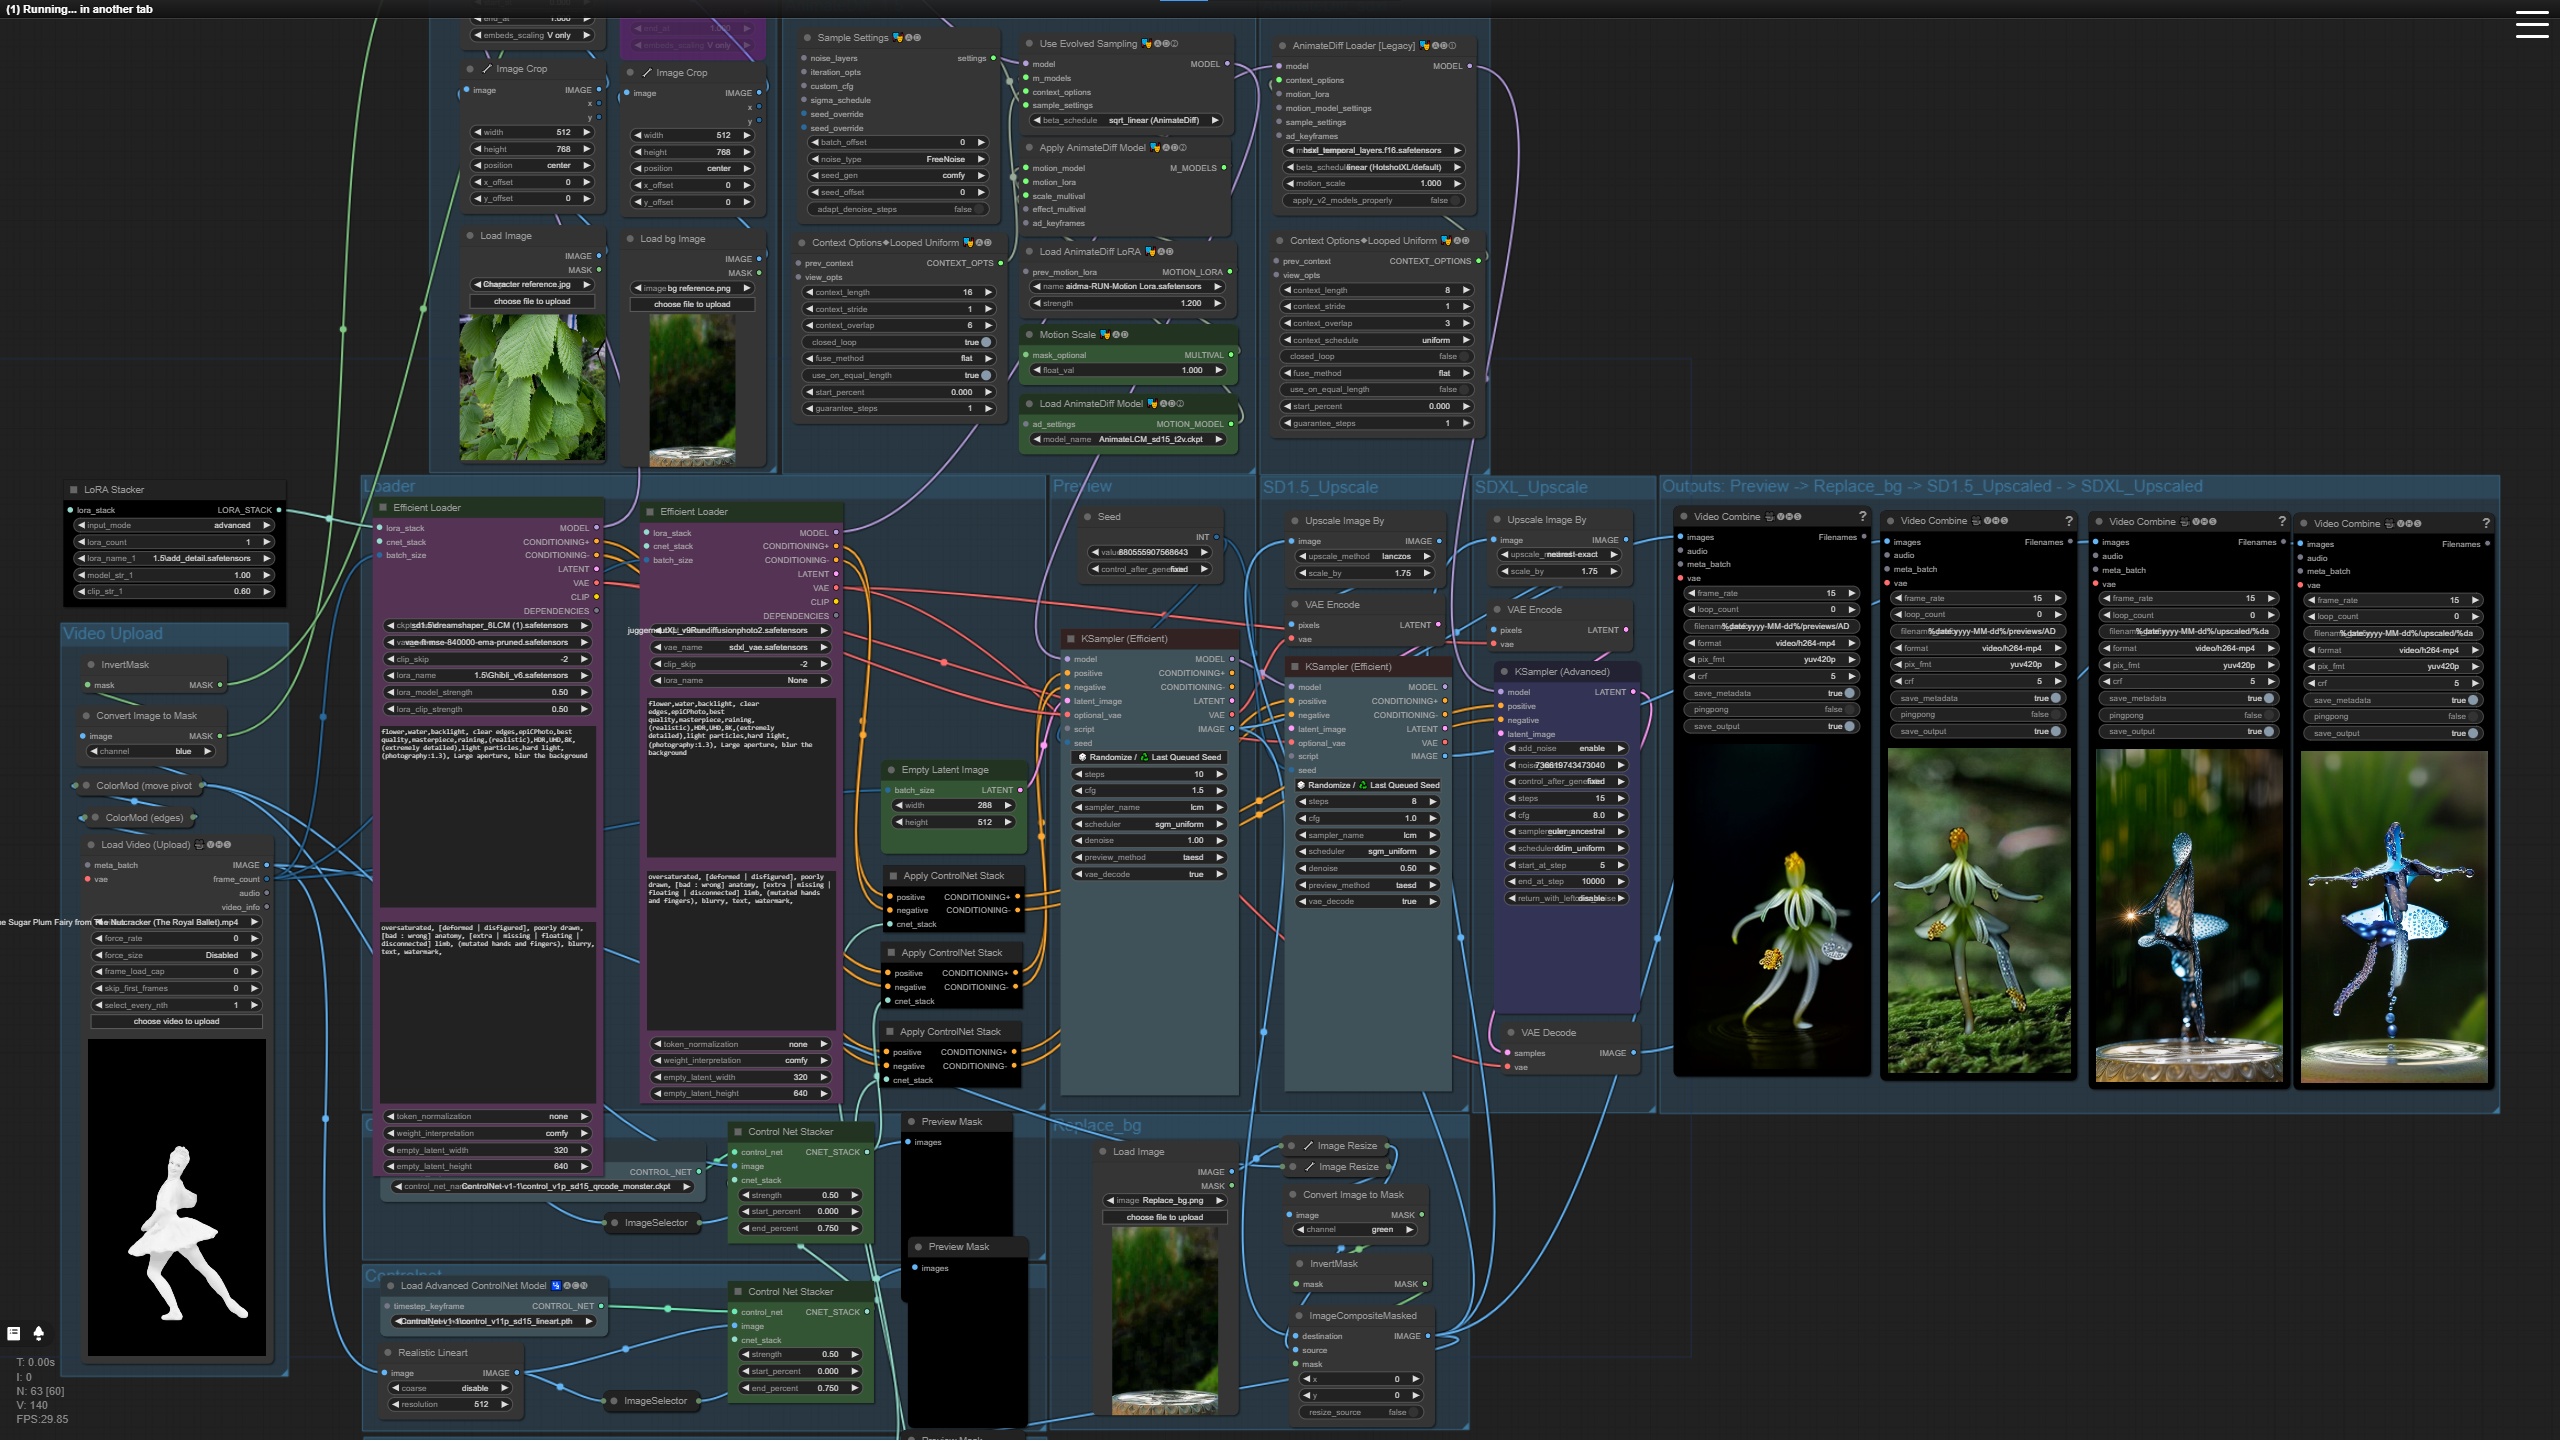 (1) Running... in another tab
embeds_scaling V only
Image Crop
image IMAGE
x
y
width 512
height 768
position center
x_offset 0
y_offset 0
Load Image
IMAGE
MASK
Character reference.jpg
choose file to upload
Image Crop
image IMAGE
x
y
width 512
height 768
position center
x_offset 0
y_offset 0
Load bg Image
IMAGE
MASK
image bg reference.png
choose file to upload
Sample Settings
noise_layers settings
iteration_opts
custom_cfg
sigma_schedule
seed_override
seed_override
batch_offset 0
noise_type FreeNoise
seed_gen comfy
seed_offset 0
adapt_denoise_steps false
Context Options◆Looped Uniform
prev_context CONTEXT_OPTS
view_opts
context_length 16
context_stride 1
context_overlap 6
closed_loop true
fuse_method flat
use_on_equal_length true
start_percent 0.000
guarantee_steps 1
Use Evolved Sampling
model MODEL
m_models
context_options
sample_settings
beta_schedule sqrt_linear (AnimateDiff)
Apply AnimateDiff Model
motion_model M_MODELS
motion_lora
scale_multival
effect_multival
ad_keyframes
Load AnimateDiff LoRA
prev_motion_lora MOTION_LORA
name aidma-RUN-Motion Lora.safetensors
strength 1.200
Motion Scale
mask_optional MULTIVAL
float_val 1.000
Load AnimateDiff Model
ad_settings MOTION_MODEL
model_name AnimateLCM_sd15_t2v.ckpt
AnimateDiff Loader [Legacy]
model MODEL
context_options
motion_lora
motion_model_settings
sample_settings
ad_keyframes
hsxl_temporal_layers.f16.safetensors
linear (HotshotXL/default)
motion_scale 1.000
apply_v2_models_properly false
Context Options◆Looped Uniform
prev_context CONTEXT_OPTIONS
view_opts
context_length 8
context_stride 1
context_overlap 3
context_schedule uniform
closed_loop false
fuse_method flat
use_on_equal_length false
start_percent 0.000
guarantee_steps 1
LoRA Stacker
lora_stack LORA_STACK
input_mode advanced
lora_count 1
lora_name_1 1.5\add_detail.safetensors
model_str_1 1.00
clip_str_1 0.60
Video Upload
InvertMask
mask MASK
Convert Image to Mask
image MASK
channel blue
ColorMod (move pivot
ColorMod (edges)
Load Video (Upload)
meta_batch IMAGE
vae frame_count
audio
video_info
e Sugar Plum Fairy from The Nutcracker (The Royal Ballet).mp4
force_rate 0
force_size Disabled
frame_load_cap 0
skip_first_frames 0
select_every_nth 1
choose video to upload
Loader
Efficient Loader
lora_stack MODEL
cnet_stack CONDITIONING+
batch_size CONDITIONING-
LATENT
VAE
CLIP
DEPENDENCIES
sd1.5\dreamshaper_8LCM (1).safetensors
vae-ft-mse-840000-ema-pruned.safetensors
clip_skip -2
lora_name 1.5\Ghibli_v6.safetensors
lora_model_strength 0.50
lora_clip_strength 0.50
flower,water,backlight, clear edges,epiCPhoto,best
quality,masterpiece,raining,(realistic),HDR,UHD,8K,
(extremely detailed),light particles,hard light,
(photography:1.3), Large aperture, blur the background
oversaturated, [deformed | disfigured], poorly drawn,
[bad : wrong] anatomy, [extra | missing | floating |
disconnected] limb, (mutated hands and fingers), blurry,
text, watermark,
token_normalization none
weight_interpretation comfy
empty_latent_width 320
empty_latent_height 640
Efficient Loader
lora_stack MODEL
cnet_stack CONDITIONING+
batch_size CONDITIONING-
LATENT
VAE
CLIP
DEPENDENCIES
juggernautXL_v9Rundiffusionphoto2.safetensors
vae_name sdxl_vae.safetensors
clip_skip -2
lora_name None
flower,water,backlight, clear
edges,epiCPhoto,best
quality,masterpiece,raining,
(realistic),HDR,UHD,8K,(extremely
detailed),light particles,hard light,
(photography:1.3), Large aperture, blur the
background
oversaturated, [deformed | disfigured], poorly
drawn, [bad : wrong] anatomy, [extra | missing |
floating | disconnected] limb, (mutated hands
and fingers), blurry, text, watermark,
token_normalization none
weight_interpretation comfy
empty_latent_width 320
empty_latent_height 640
Empty Latent Image
batch_size LATENT
width 288
height 512
Apply ControlNet Stack
positive CONDITIONING+
negative CONDITIONING-
cnet_stack
Apply ControlNet Stack
positive CONDITIONING+
negative CONDITIONING-
cnet_stack
Apply ControlNet Stack
positive CONDITIONING+
negative CONDITIONING-
cnet_stack
Preview
Seed
INT
880555907568643
control_after_gene fixed
KSampler (Efficient)
model MODEL
positive CONDITIONING+
negative CONDITIONING-
latent_image LATENT
optional_vae VAE
script IMAGE
seed
Randomize / Last Queued Seed
steps 10
cfg 1.5
sampler_name lcm
scheduler sgm_uniform
denoise 1.00
preview_method taesd
vae_decode true
SD1.5_Upscale
Upscale Image By
image IMAGE
upscale_method lanczos
scale_by 1.75
VAE Encode
pixels LATENT
vae
KSampler (Efficient)
model MODEL
positive CONDITIONING+
negative CONDITIONING-
latent_image LATENT
optional_vae VAE
script IMAGE
seed
Randomize / Last Queued Seed
steps 8
cfg 1.0
sampler_name lcm
scheduler sgm_uniform
denoise 0.50
preview_method taesd
vae_decode true
SDXL_Upscale
Upscale Image By
image IMAGE
nearest-exact
scale_by 1.75
VAE Encode
pixels LATENT
vae
KSampler (Advanced)
model LATENT
positive
negative
latent_image
add_noise enable
736619743473040
control_after_gene fixed
steps 15
cfg 8.0
euler_ancestral
scheduler ddim_uniform
start_at_step 5
end_at_step 10000
disable
VAE Decode
samples IMAGE
vae
Outputs: Preview -> Replace_bg -> SD1.5_Upscaled - > SDXL_Upscaled
Video Combine ?
images Filenames
audio
meta_batch
vae
frame_rate 15
loop_count 0
%date:yyyy-MM-dd%/previews/AD
format video/h264-mp4
pix_fmt yuv420p
crf 5
save_metadata true
pingpong false
save_output true
Video Combine ?
images Filenames
audio
meta_batch
vae
frame_rate 15
loop_count 0
%date:yyyy-MM-dd%/previews/AD
format video/h264-mp4
pix_fmt yuv420p
crf 5
save_metadata true
pingpong false
save_output true
Video Combine ?
images Filenames
audio
meta_batch
vae
frame_rate 15
loop_count 0
%date:yyyy-MM-dd%/upscaled/%da
format video/h264-mp4
pix_fmt yuv420p
crf 5
save_metadata true
pingpong false
save_output true
Video Combine ?
images Filenames
audio
meta_batch
vae
frame_rate 15
loop_count 0
%date:yyyy-MM-dd%/upscaled/%da
format video/h264-mp4
pix_fmt yuv420p
crf 5
save_metadata true
pingpong false
save_output true
CONTROL_NET
ControlNet-v1-1\control_v1p_sd15_qrcode_monster.ckpt
ImageSelector
Control Net Stacker
control_net CNET_STACK
image
cnet_stack
strength 0.50
start_percent 0.000
end_percent 0.750
Preview Mask
images
Preview Mask
images
Load Advanced ControlNet Model
timestep_keyframe CONTROL_NET
ControlNet-v1-1\control_v11p_sd15_lineart.pth
Realistic Lineart
image IMAGE
coarse disable
resolution 512
ImageSelector
Control Net Stacker
control_net CNET_STACK
image
cnet_stack
strength 0.50
start_percent 0.000
end_percent 0.750
Replace_bg
Load Image
IMAGE
MASK
image Replace_bg.png
choose file to upload
Image Resize
Image Resize
Convert Image to Mask
image MASK
channel green
InvertMask
mask MASK
ImageCompositeMasked
destination IMAGE
source
mask
x 0
y 0
resize_source false
T: 0.00s
I: 0
N: 63 [60]
V: 140
FPS:29.85